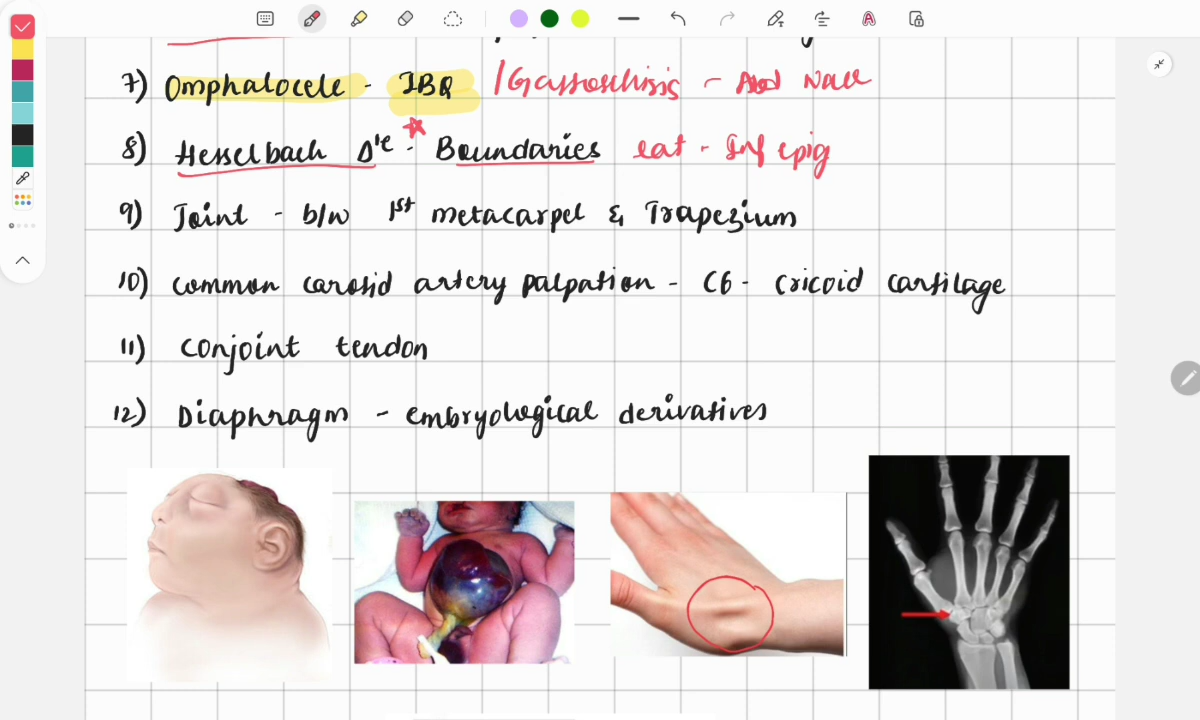 7) Omphalocele - IBQ /Gastroschisis - Abd Wall
8) Hesselbach Δ'le - Boundaries lat - Inf epig
9) Joint - b/w 1st metacarpel & Trapezium
10) common carotid artery palpation - C6 - cricoid cartilage
11) conjoint tendon
12) Diaphragm - embryological derivatives